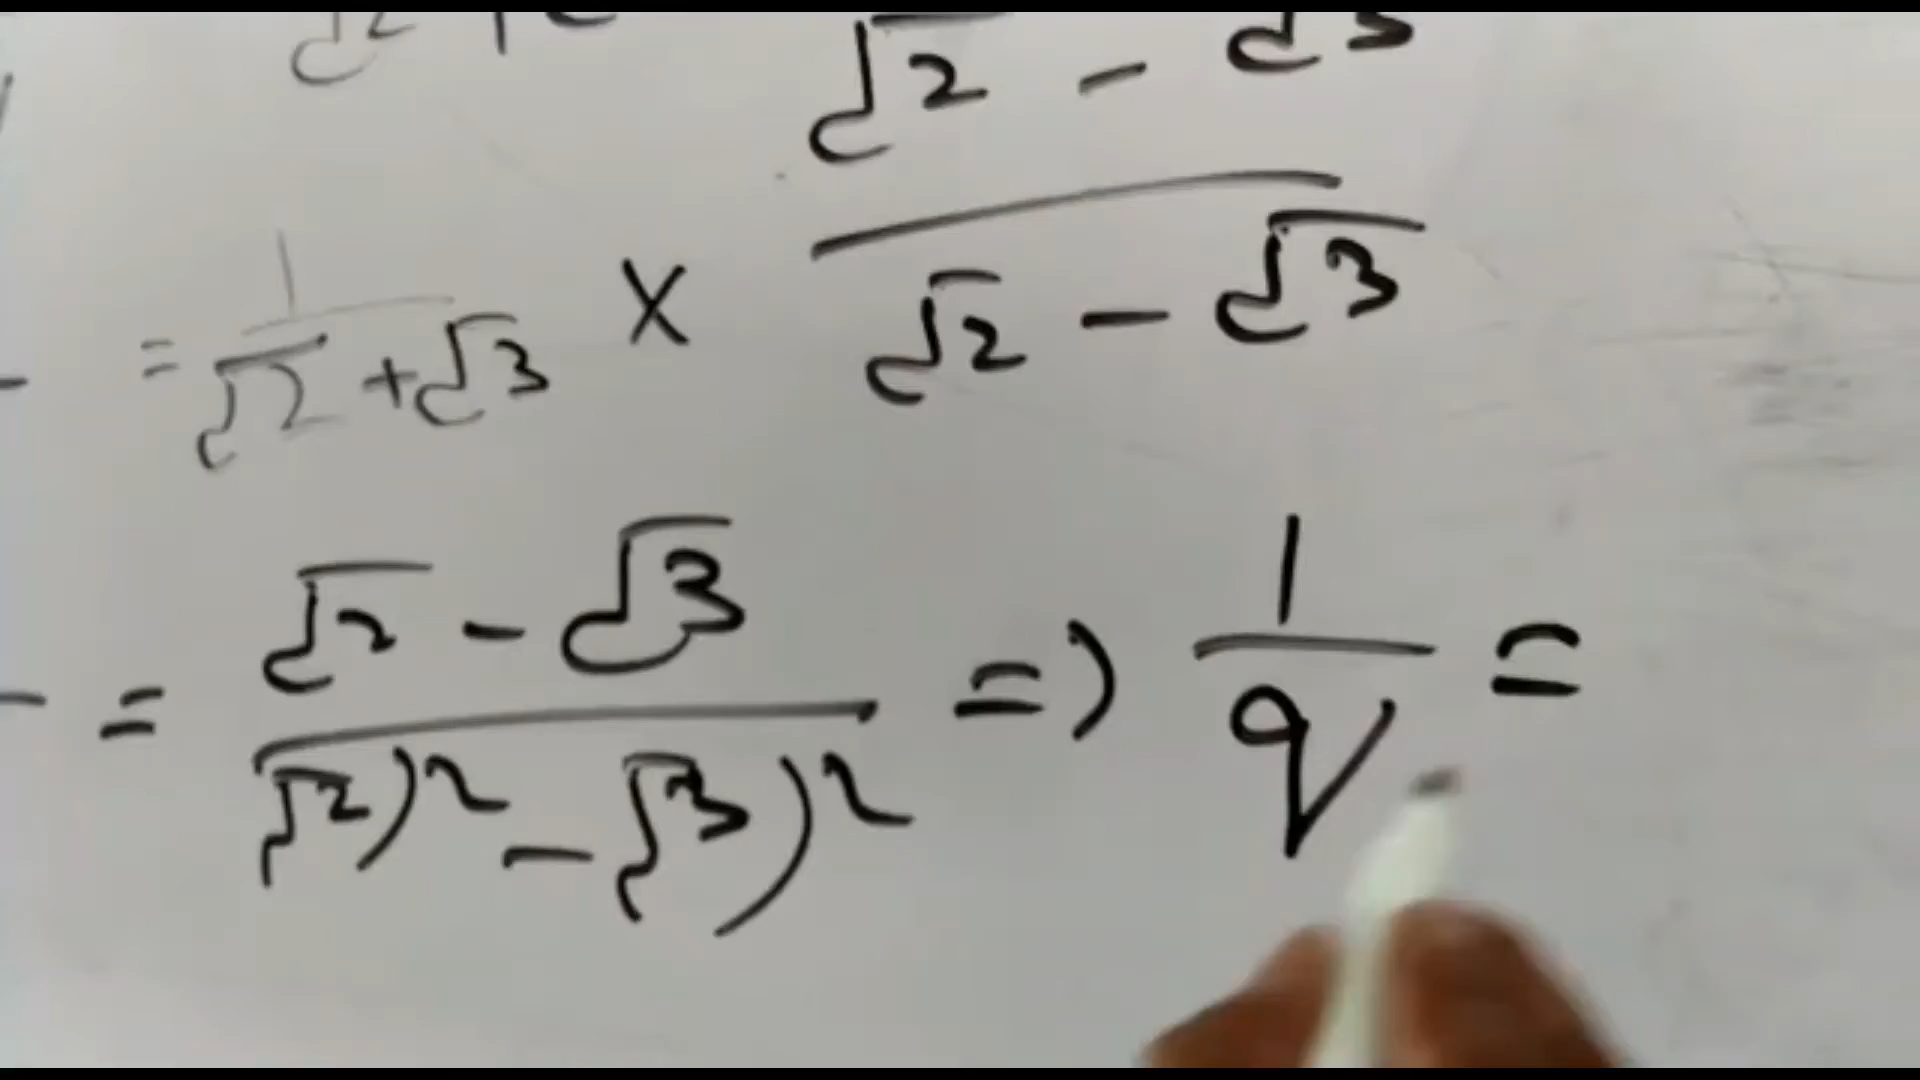 √2 - √3
= 1/(√2 + √3) × (√2 - √3)/(√2 - √3)
= (√2 - √3)/(√2)² - √3)² => 1/q =